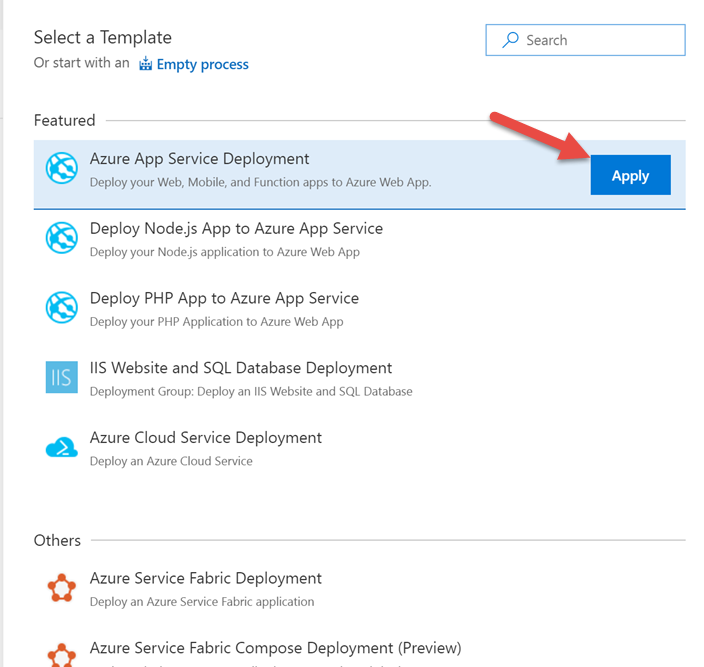 Select a Template
Search
Or start with an Empty process
Featured
Azure App Service Deployment
Deploy your Web, Mobile, and Function apps to Azure Web App.
Apply
Deploy Node.js App to Azure App Service
Deploy your Node.js application to Azure Web App
Deploy PHP App to Azure App Service
Deploy your PHP Application to Azure Web App
IIS
IIS Website and SQL Database Deployment
Deployment Group: Deploy an IIS Website and SQL Database
Azure Cloud Service Deployment
Deploy an Azure Cloud Service
Others
Azure Service Fabric Deployment
Deploy an Azure Service Fabric application
Azure Service Fabric Compose Deployment (Preview)